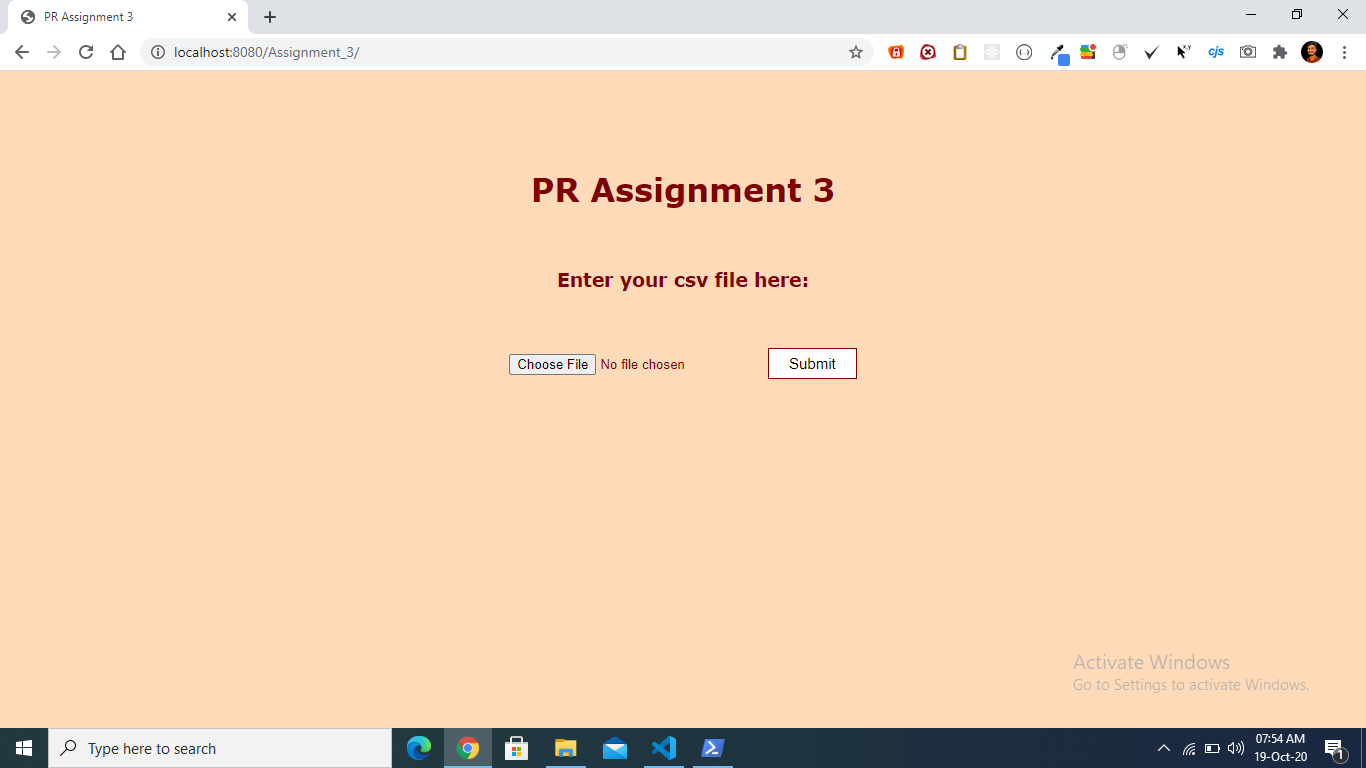 PR Assignment 3
localhost:8080/Assignment_3/
cjs
PR Assignment 3
Enter your csv file here:
Choose File No file chosen Submit
Activate Windows
Go to Settings to activate Windows.
Type here to search
07:54 AM
19-Oct-20
1